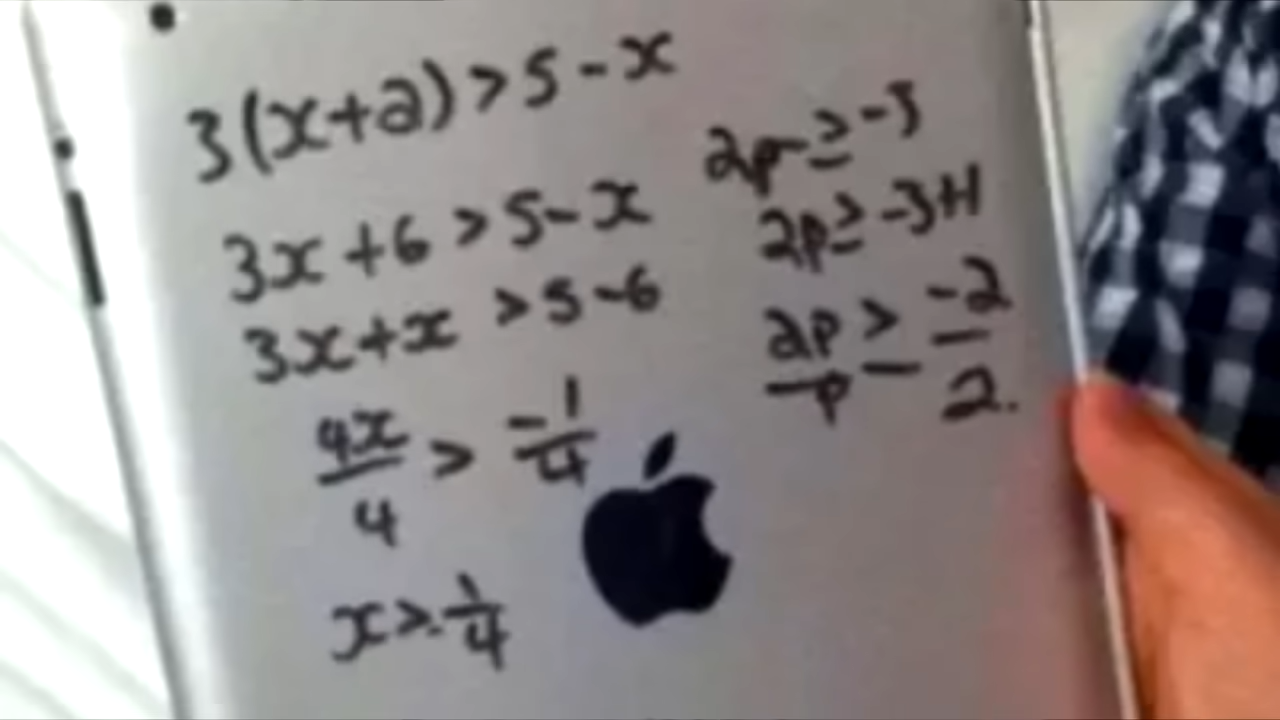 3(x+2)>5-x
3x+6>5-x
3x+x >5-6
4x/4 > -1/4
x>-1/4
2p-≥-3
2p≥-3+1
2p/p ≥ -2/2.